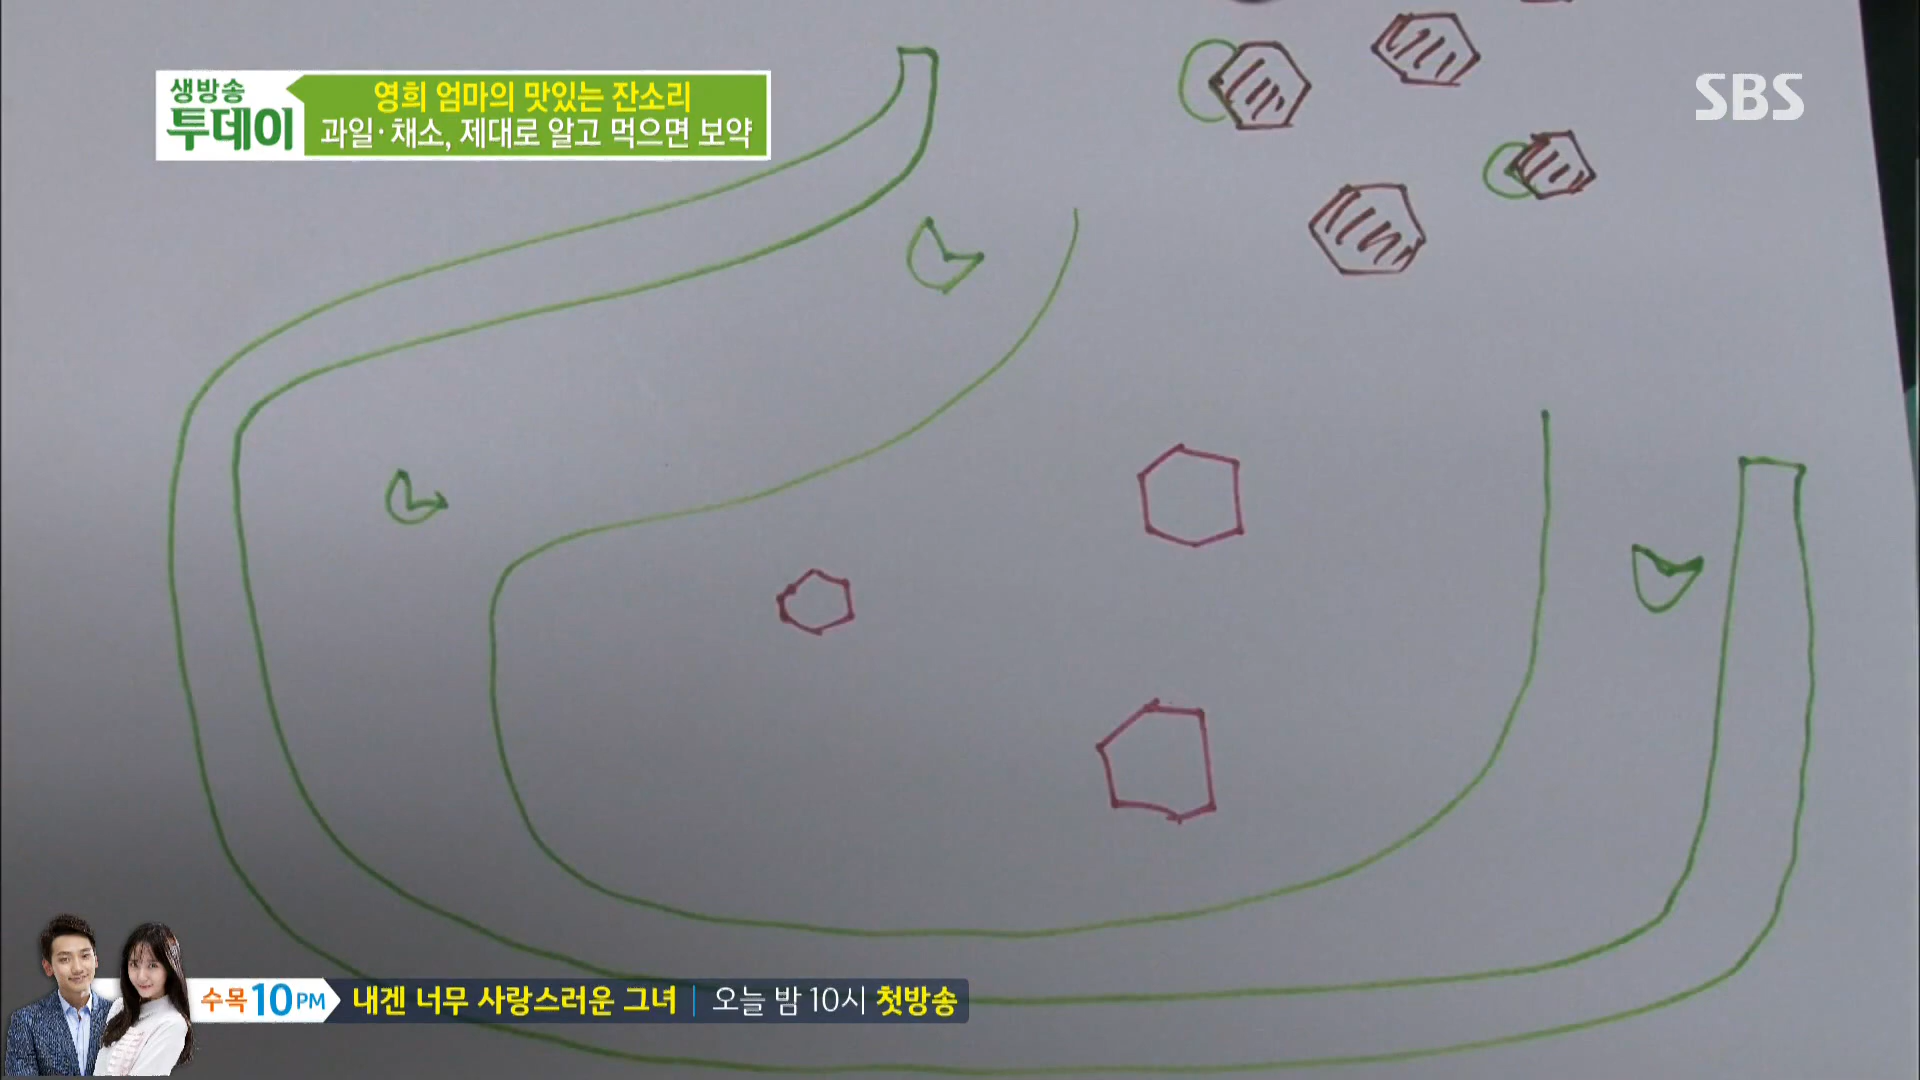 생방송
투데이
영희 엄마의 맛있는 잔소리
과일·채소, 제대로 알고 먹으면 보약
SBS
수목 10PM 내겐 너무 사랑스러운 그녀 | 오늘 밤 10시 첫방송